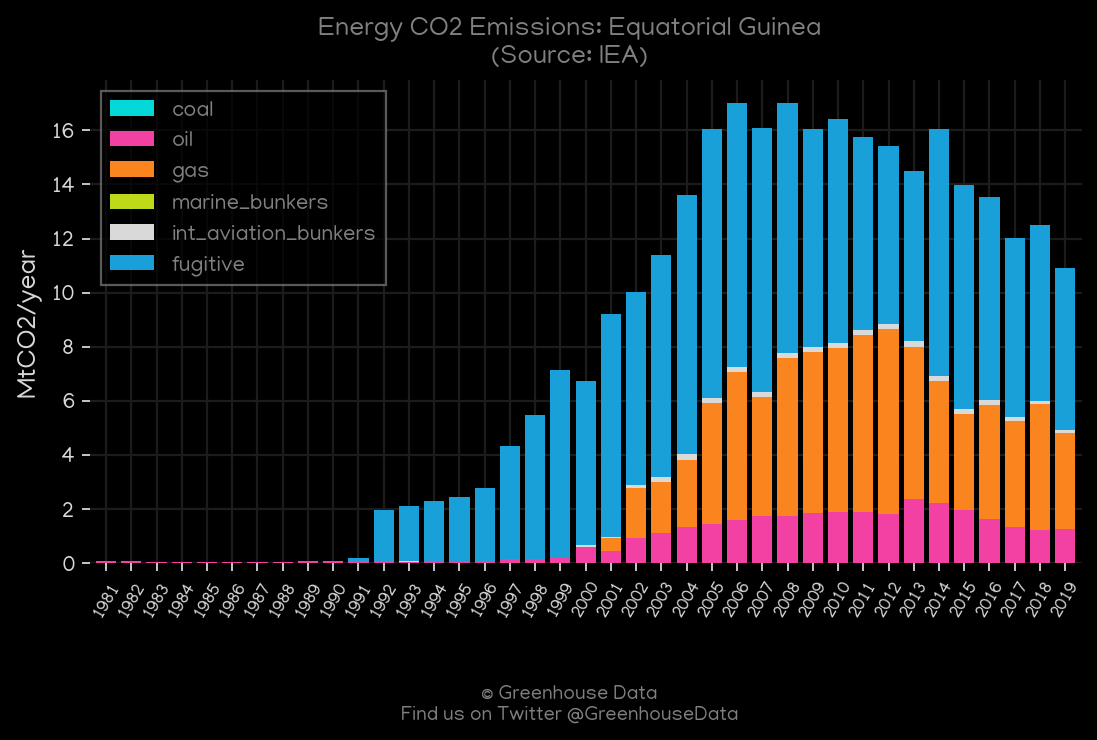 Energy CO2 Emissions: Equatorial Guinea
(Source: IEA)
coal
oil
gas
marine_bunkers
int_aviation_bunkers
fugitive
MtCO2/year
16
14
12
10
8
6
4
2
0
1981 1982 1983 1984 1985 1986 1987 1988 1989 1990 1991 1992 1993 1994 1995 1996 1997 1998 1999 2000 2001 2002 2003 2004 2005 2006 2007 2008 2009 2010 2011 2012 2013 2014 2015 2016 2017 2018 2019
© Greenhouse Data
Find us on Twitter @GreenhouseData